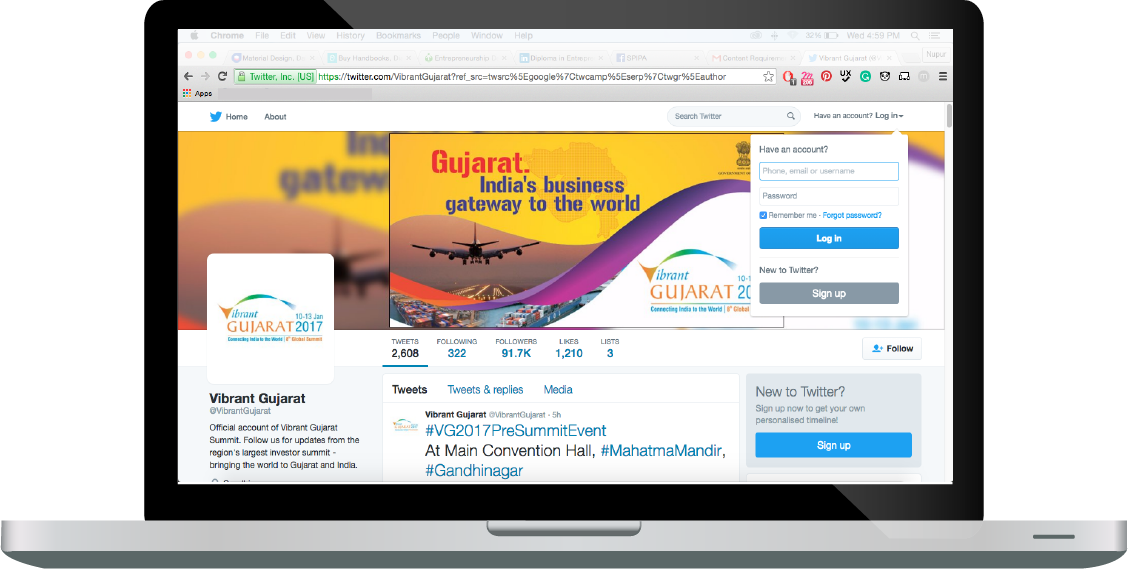 Chrome File Edit View History Bookmarks People Window Help
32% Wed 4:59 PM
Material Design,
Buy Handbooks,
Entrepreneurship
Diploma in Entrepr
SPIPA
Content Requireme
Vibrant Gujarat (@V
Napur
Twitter, Inc. [US] https://twitter.com/VibrantGujarat?ref_src=twsrc%5Egoogle%7Ctwcamp%5Eserp%7Ctwgr%5Eauthor
Apps
Home About
Search Twitter
Have an account? Log in
Gujarat.
India's business
gateway to the world
Vibrant
10-1
GUJARAT 20
Connecting India to the World | 8th Global
Have an account?
Phone, email or username
Password
Remember me · Forgot password?
Log in
New to Twitter?
Sign up
Vibrant
10-13 Jan
GUJARAT 2017
Connecting India to the World | 8th Global Summit
TWEETS FOLLOWING FOLLOWERS LIKES LISTS
2,608 322 91.7K 1,210 3
Follow
Vibrant Gujarat
@VibrantGujarat
Official account of Vibrant Gujarat
Summit. Follow us for updates from the
region's largest investor summit -
bringing the world to Gujarat and India.
Tweets Tweets & replies Media
Vibrant Gujarat @VibrantGujarat · 5h
#VG2017PreSummitEvent
At Main Convention Hall, #MahatmaMandir,
#Gandhinagar
New to Twitter?
Sign up now to get your own
personalised timeline!
Sign up